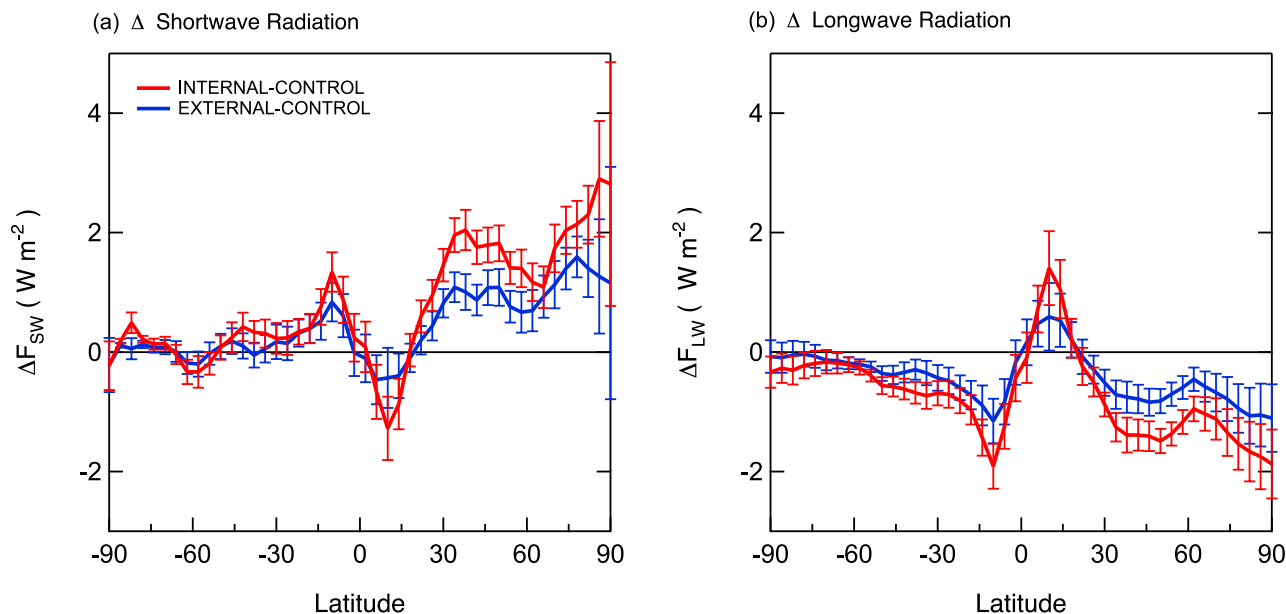 (a) Δ Shortwave Radiation
INTERNAL-CONTROL
EXTERNAL-CONTROL
ΔF_SW ( W m⁻²)
4
2
0
-2
-90 -60 -30 0 30 60 90
Latitude
(b) Δ Longwave Radiation
ΔF_LW ( W m⁻²)
4
2
0
-2
-90 -60 -30 0 30 60 90
Latitude